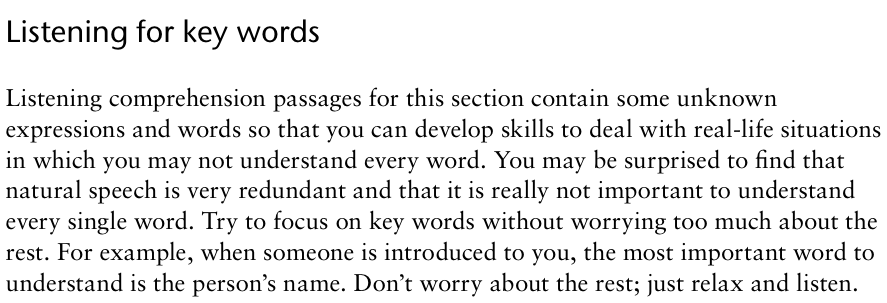 Listening for key words
Listening comprehension passages for this section contain some unknown
expressions and words so that you can develop skills to deal with real-life situations
in which you may not understand every word. You may be surprised to find that
natural speech is very redundant and that it is really not important to understand
every single word. Try to focus on key words without worrying too much about the
rest. For example, when someone is introduced to you, the most important word to
understand is the person’s name. Don’t worry about the rest; just relax and listen.